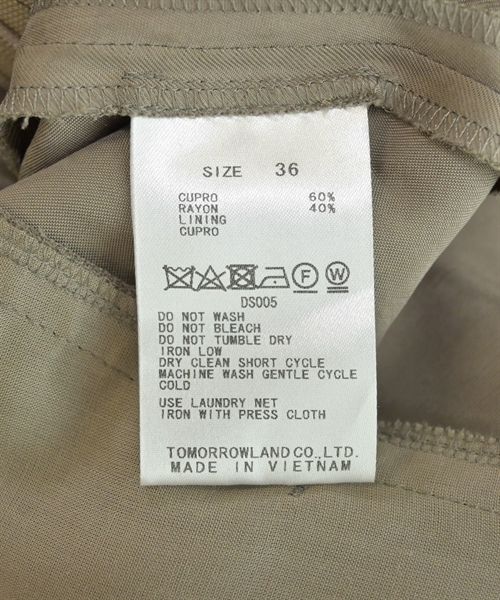 SIZE 36
CUPRO 60%
RAYON 40%
LINING
CUPRO
F W
DS005
DO NOT WASH
DO NOT BLEACH
DO NOT TUMBLE DRY
IRON LOW
DRY CLEAN SHORT CYCLE
MACHINE WASH GENTLE CYCLE
COLD
USE LAUNDRY NET
IRON WITH PRESS CLOTH
TOMORROWLAND CO., LTD.
MADE IN VIETNAM